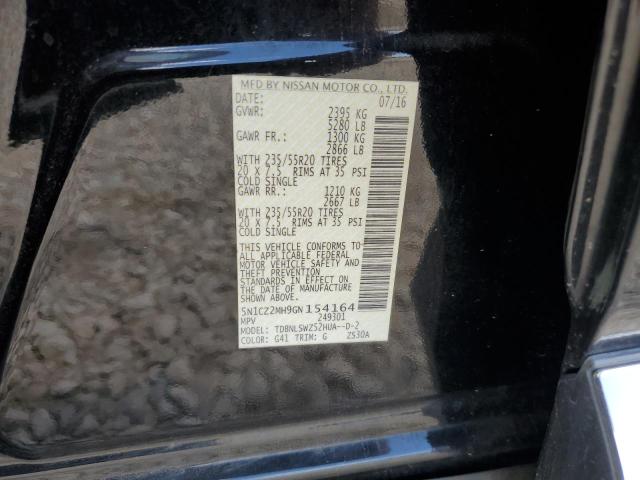 MFD BY NISSAN MOTOR CO., LTD.
DATE: 07/16
GVWR: 2395 KG
5280 LB
GAWR FR.: 1300 KG
2866 LB
WITH 235/55R20 TIRES
20 X 7.5 RIMS AT 35 PSI
COLD SINGLE
GAWR RR.: 1210 KG
2667 LB
WITH 235/55R20 TIRES
20 X 7.5 RIMS AT 35 PSI
COLD SINGLE
THIS VEHICLE CONFORMS TO
ALL APPLICABLE FEDERAL
MOTOR VEHICLE SAFETY AND
THEFT PREVENTION
STANDARDS IN EFFECT ON THE
DATE OF MANUFACTURE SHOWN
ABOVE.
5N1CZ2MH9GN154164
MPV 249301
MODEL: TDBNLSWZ52HUA--D-2
COLOR: G41 TRIM: G ZS30A